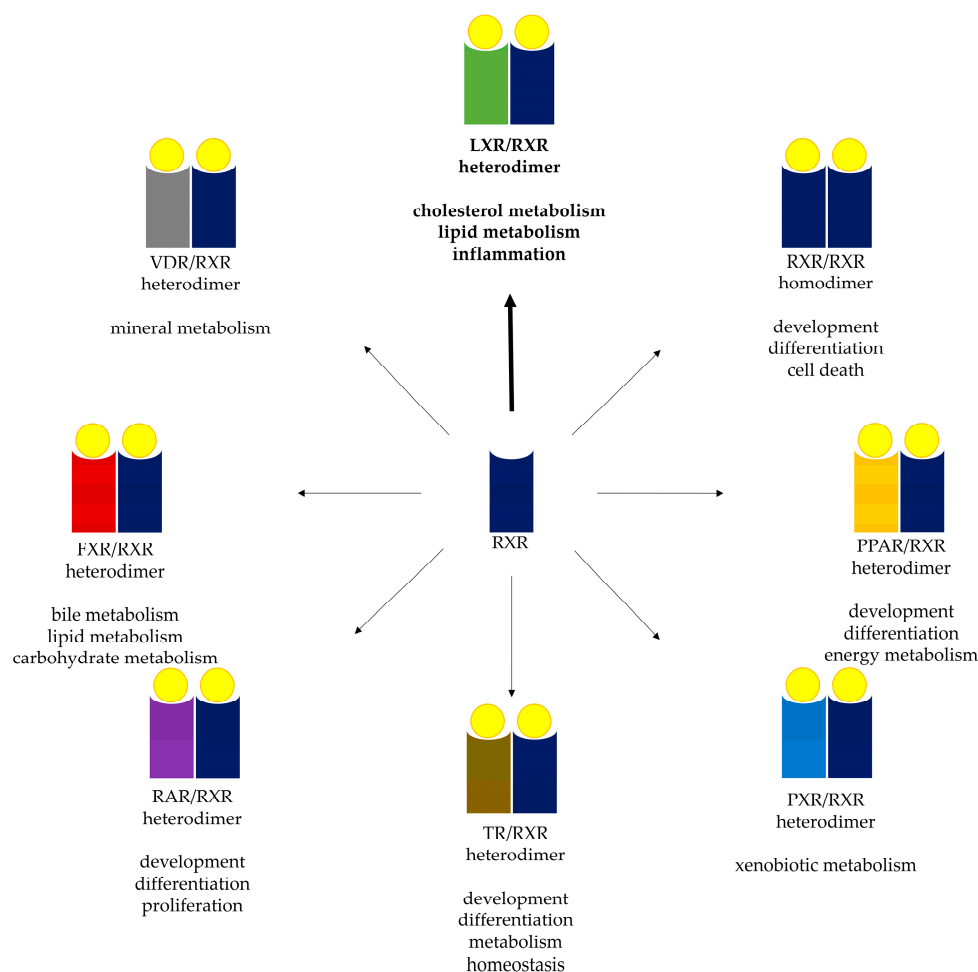 LXR/RXR
heterodimer
cholesterol metabolism
lipid metabolism
inflammation
VDR/RXR
heterodimer
mineral metabolism
RXR/RXR
homodimer
development
differentiation
cell death
FXR/RXR
heterodimer
bile metabolism
lipid metabolism
carbohydrate metabolism
RXR
PPAR/RXR
heterodimer
development
differentiation
energy metabolism
RAR/RXR
heterodimer
development
differentiation
proliferation
TR/RXR
heterodimer
development
differentiation
metabolism
homeostasis
PXR/RXR
heterodimer
xenobiotic metabolism